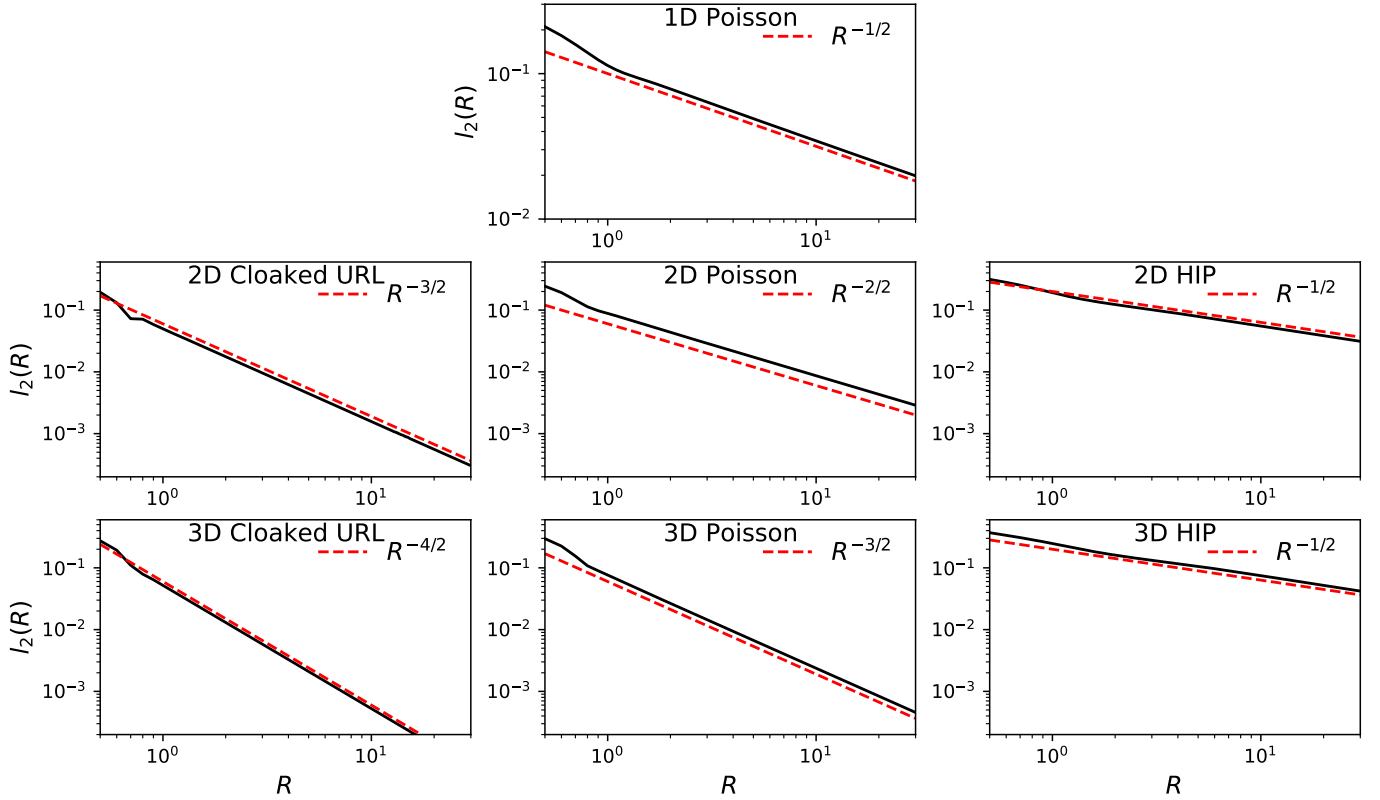 1D Poisson
R^{-1/2}
l_2(R)
10^{-1}
10^{-2}
10^0
10^1
2D Cloaked URL
R^{-3/2}
l_2(R)
10^{-1}
10^{-2}
10^{-3}
10^0
10^1
2D Poisson
R^{-2/2}
10^{-1}
10^{-2}
10^{-3}
10^0
10^1
2D HIP
R^{-1/2}
10^{-1}
10^{-2}
10^{-3}
10^0
10^1
3D Cloaked URL
R^{-4/2}
l_2(R)
10^{-1}
10^{-2}
10^{-3}
10^0
10^1
R
3D Poisson
R^{-3/2}
10^{-1}
10^{-2}
10^{-3}
10^0
10^1
R
3D HIP
R^{-1/2}
10^{-1}
10^{-2}
10^{-3}
10^0
10^1
R